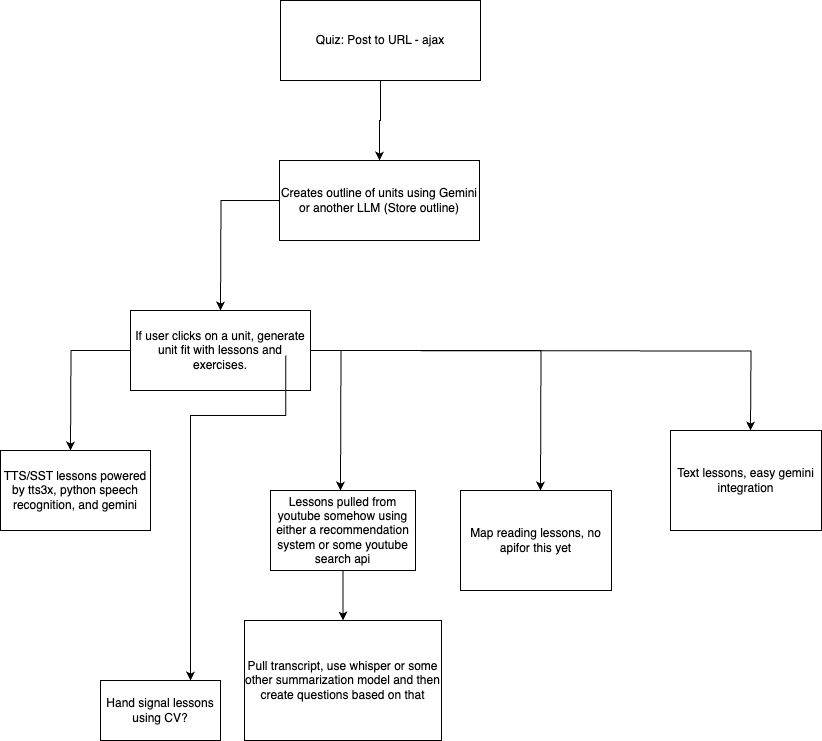 Quiz: Post to URL - ajax
Creates outline of units using Gemini
or another LLM (Store outline)
If user clicks on a unit, generate
unit fit with lessons and
exercises.
TTS/SST lessons powered
by tts3x, python speech
recognition, and gemini
Lessons pulled from
youtube somehow using
either a recommendation
system or some youtube
search api
Map reading lessons, no
apifor this yet
Text lessons, easy gemini
integration
Hand signal lessons
using CV?
Pull transcript, use whisper or some
other summarization model and then
create questions based on that